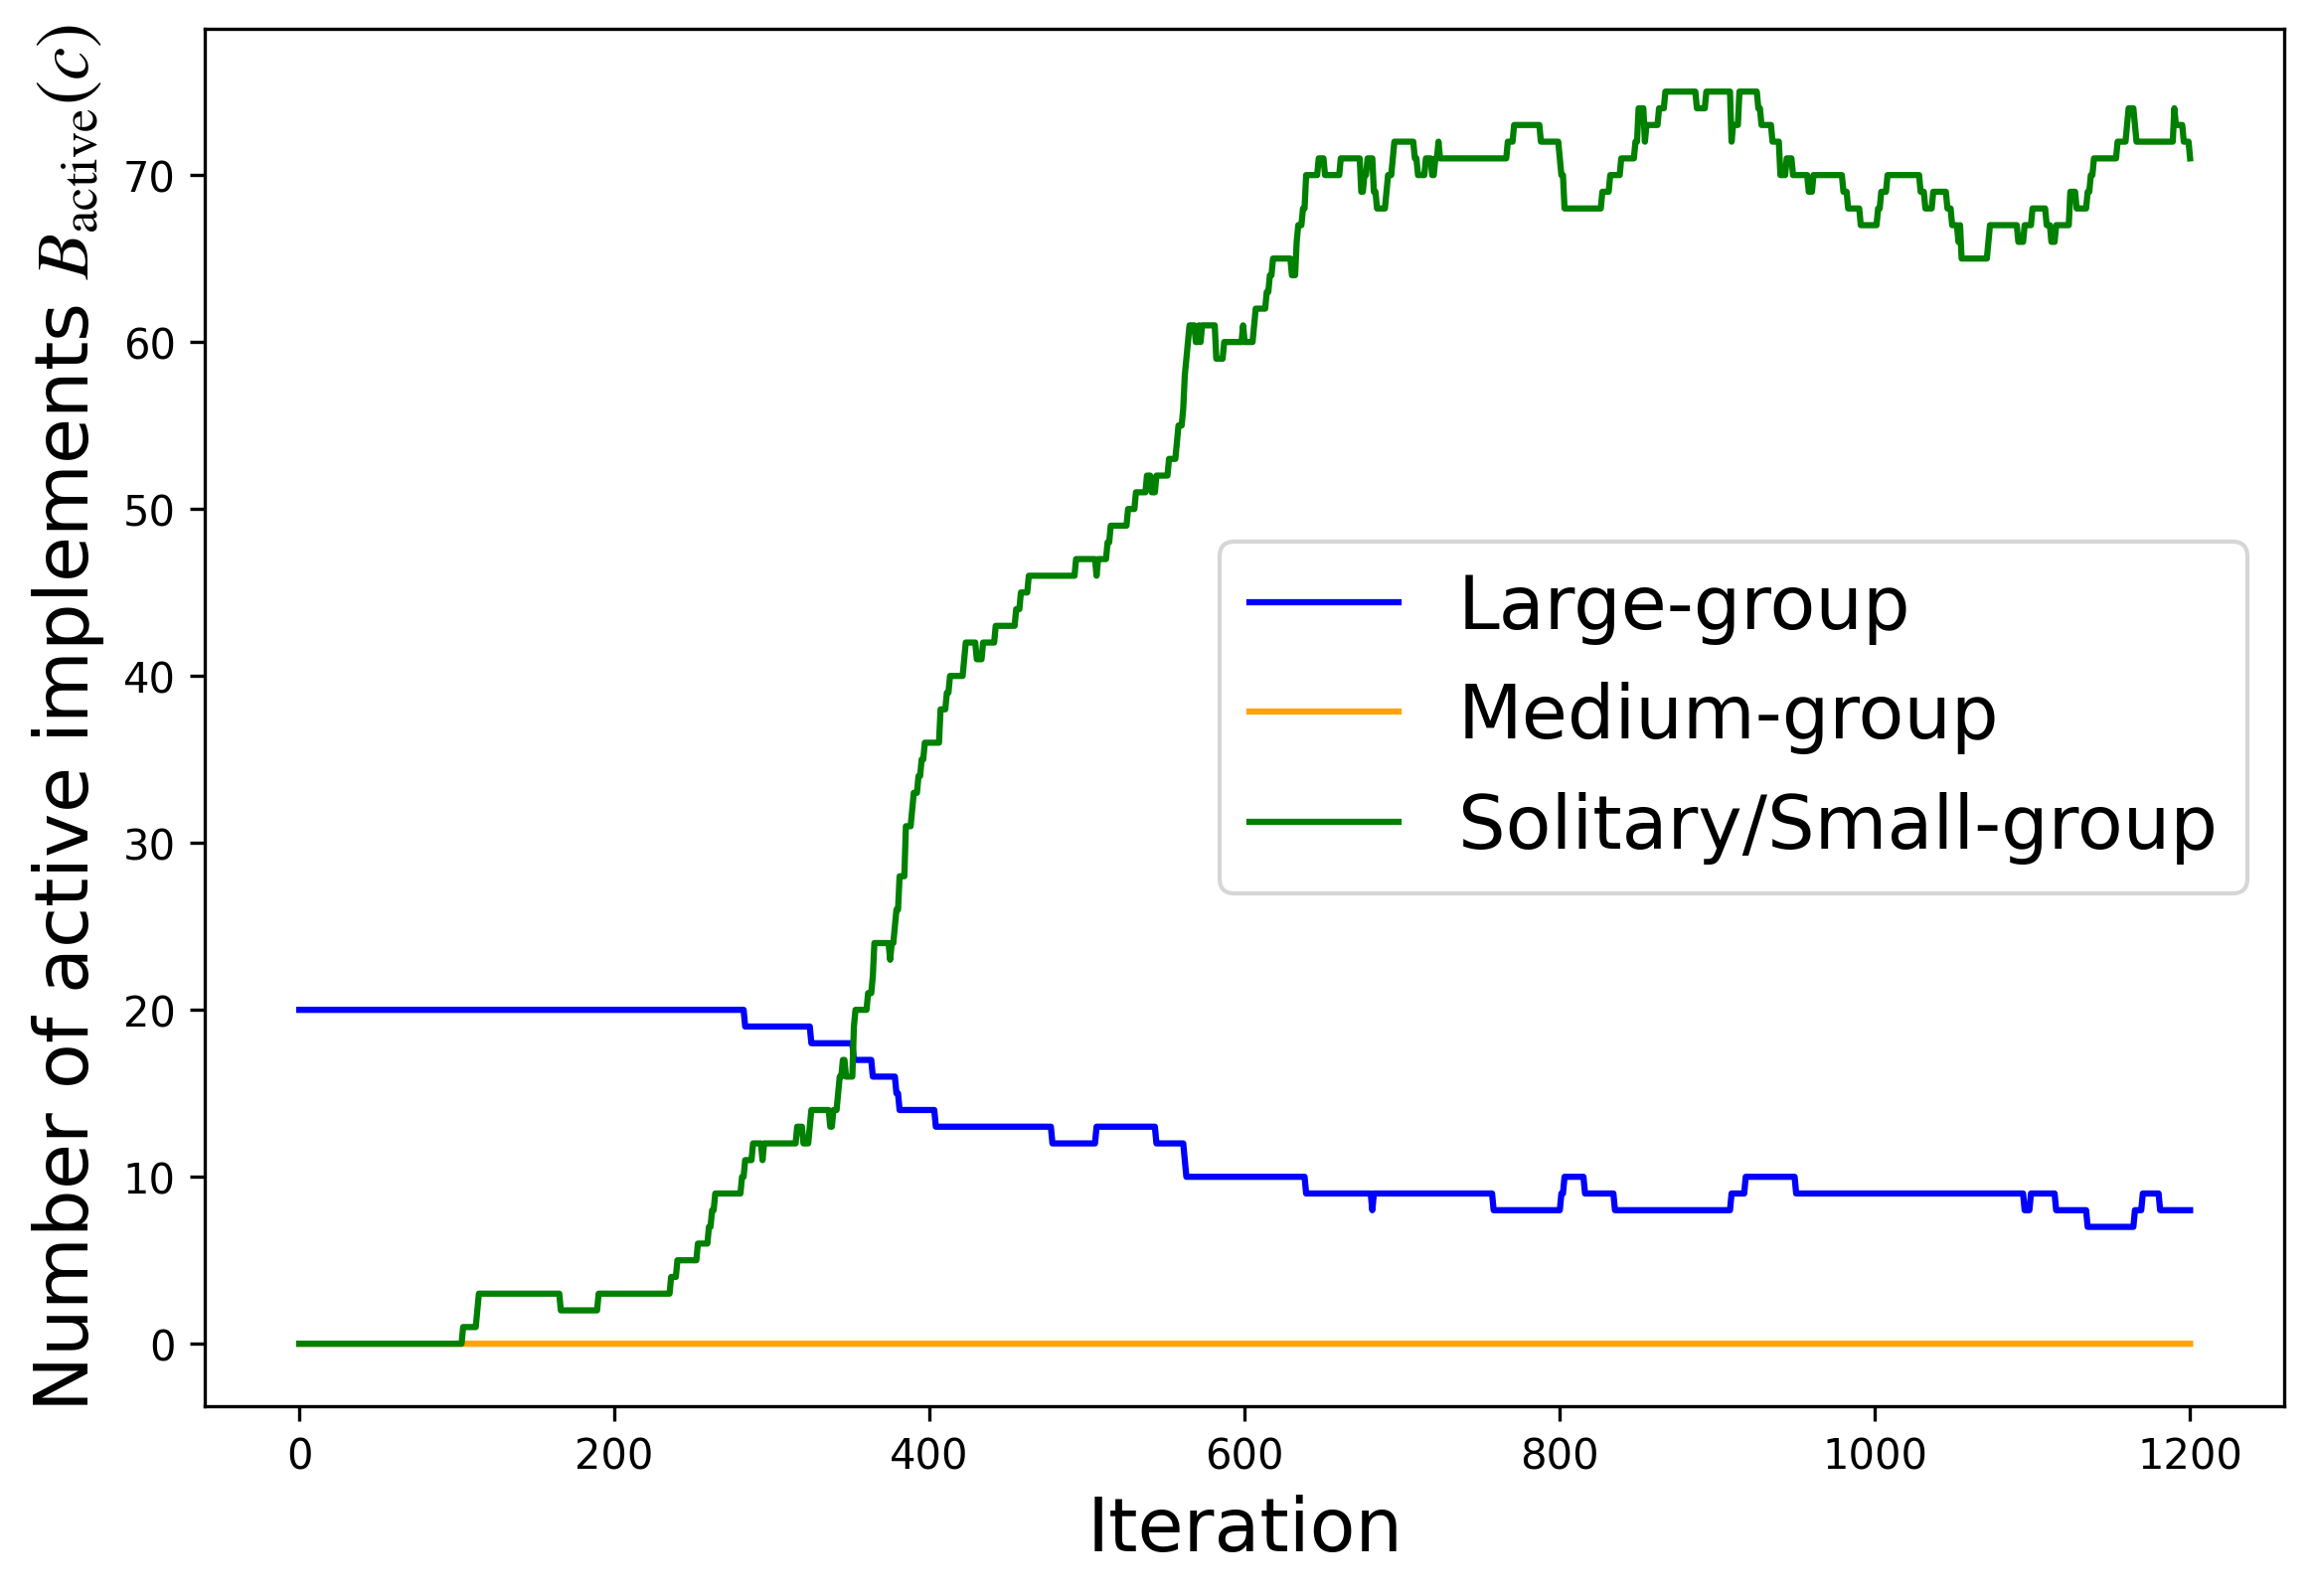 Number of active implements B_active(c)
70
60
50
40
30
20
10
0
Large-group
Medium-group
Solitary/Small-group
0 200 400 600 800 1000 1200
Iteration